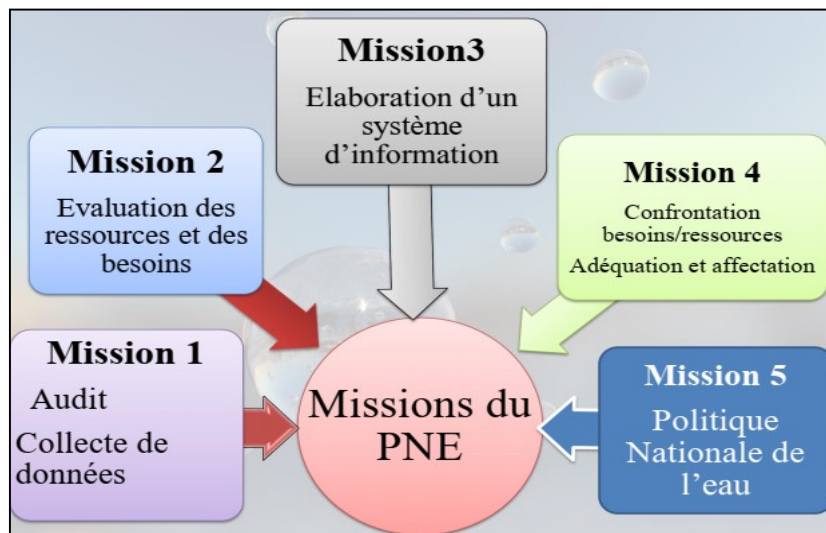 Mission 1
Audit
Collecte de
données
Mission 2
Evaluation des
ressources et des
besoins
Mission3
Elaboration d’un
système
d’information
Mission 4
Confrontation
besoins/ressources
Adéquation et affectation
Mission 5
Politique
Nationale de
l’eau
Missions du
PNE